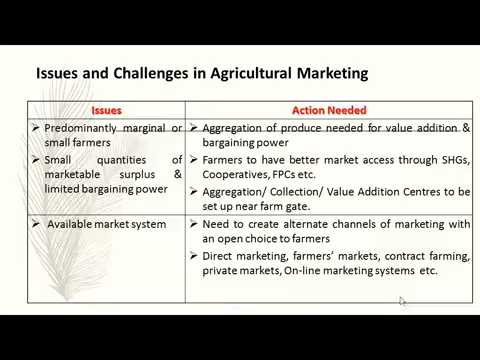 Issues and Challenges in Agricultural Marketing
Issues
Action Needed
➢ Predominantly marginal or
small farmers
➢ Small quantities of
marketable surplus &
limited bargaining power
➢ Aggregation of produce needed for value addition &
bargaining power
➢ Farmers to have better market access through SHGs,
Cooperatives, FPCs etc.
➢ Aggregation/ Collection/ Value Addition Centres to be
set up near farm gate.
➢ Available market system
➢ Need to create alternate channels of marketing with
an open choice to farmers
➢ Direct marketing, farmers' markets, contract farming,
private markets, On-line marketing systems etc.